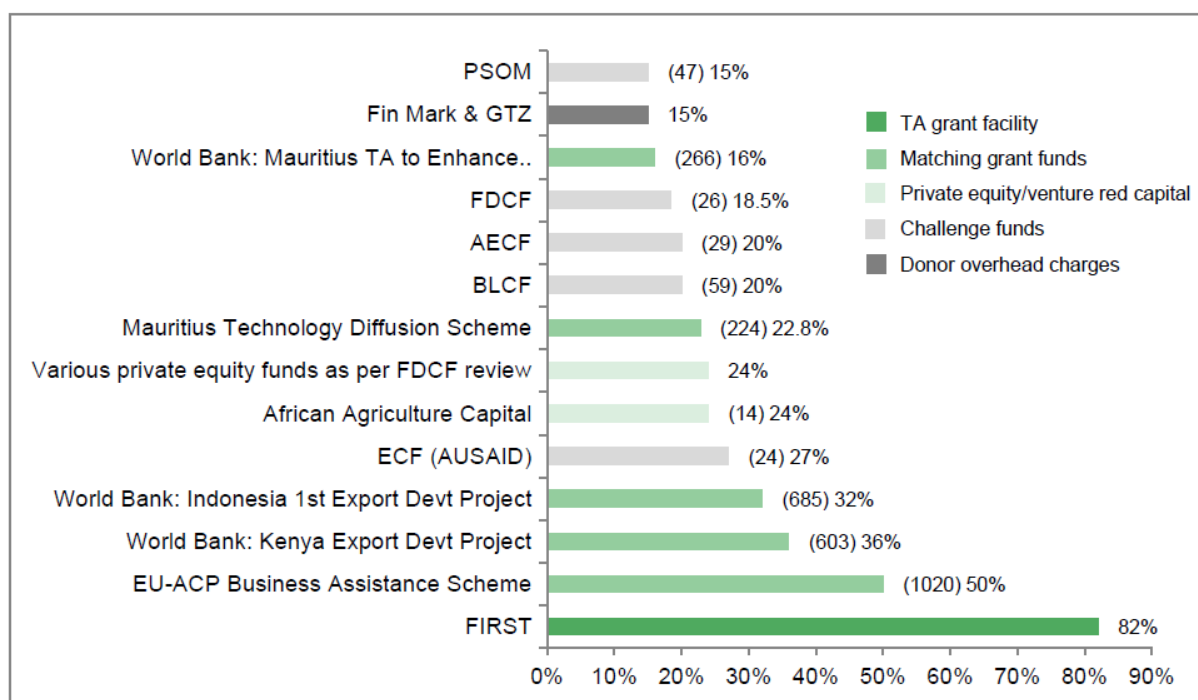 PSOM
(47) 15%
Fin Mark & GTZ
15%
World Bank: Mauritius TA to Enhance..
(266) 16%
FDCF
(26) 18.5%
AECF
(29) 20%
BLCF
(59) 20%
Mauritius Technology Diffusion Scheme
(224) 22.8%
Various private equity funds as per FDCF review
24%
African Agriculture Capital
(14) 24%
ECF (AUSAID)
(24) 27%
World Bank: Indonesia 1st Export Devt Project
(685) 32%
World Bank: Kenya Export Devt Project
(603) 36%
EU-ACP Business Assistance Scheme
(1020) 50%
FIRST
82%
TA grant facility
Matching grant funds
Private equity/venture red capital
Challenge funds
Donor overhead charges
0% 10% 20% 30% 40% 50% 60% 70% 80% 90%